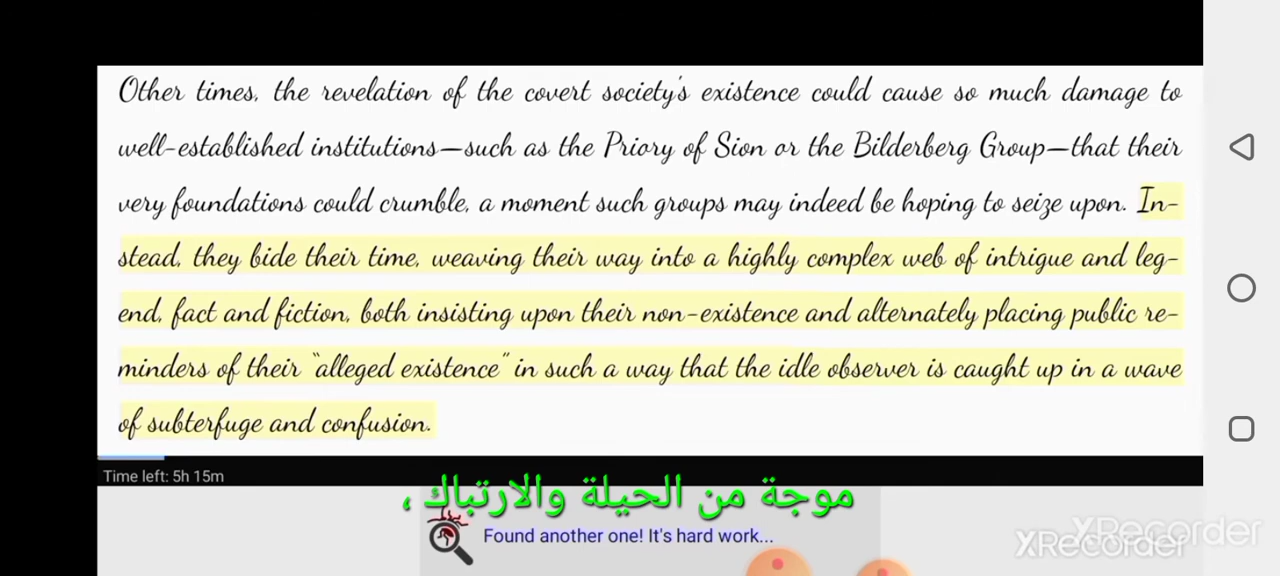 Other times, the revelation of the covert society's existence could cause so much damage to
well-established institutions—such as the Priory of Sion or the Bilderberg Group—that their
very foundations could crumble, a moment such groups may indeed be hoping to seize upon. In-
stead, they bide their time, weaving their way into a highly complex web of intrigue and leg-
end, fact and fiction, both insisting upon their non-existence and alternately placing public re-
minders of their "alleged existence" in such a way that the idle observer is caught up in a wave
of subterfuge and confusion.
Time left: 5h 15m
موجة من الحيلة والارتباك ،
Found another one! It's hard work...
XRecorder
XRecorder